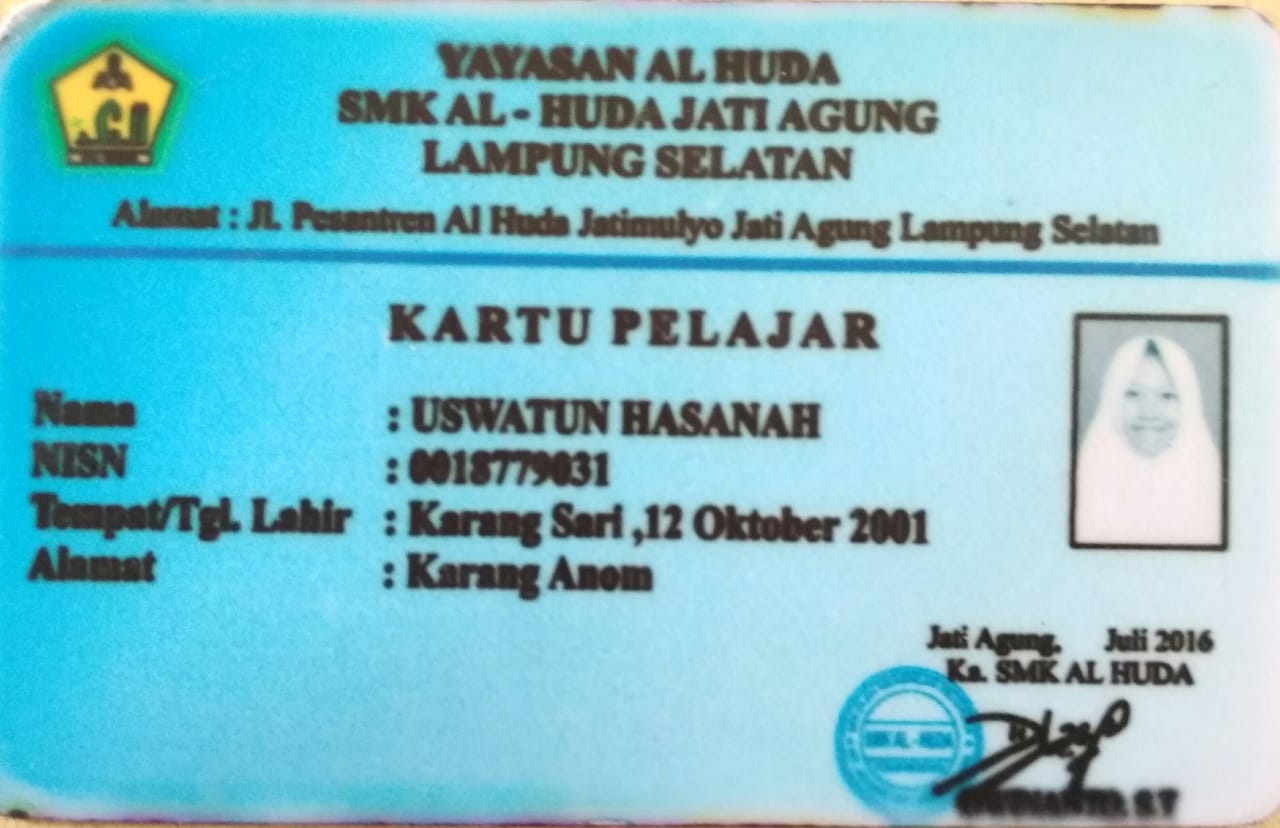 YAYASAN AL HUDA
SMK AL - HUDA JATI AGUNG
LAMPUNG SELATAN
Alamat : Jl. Pesantren Al Huda Jatimulyo Jati Agung Lampung Selatan
KARTU PELAJAR
Nama : USWATUN HASANAH
NISN : 0018779031
Tempat/Tgl. Lahir : Karang Sari ,12 Oktober 2001
Alamat : Karang Anom
Jati Agung, Juli 2016
Ka. SMK AL HUDA
SMK AL - HUDA
S.T